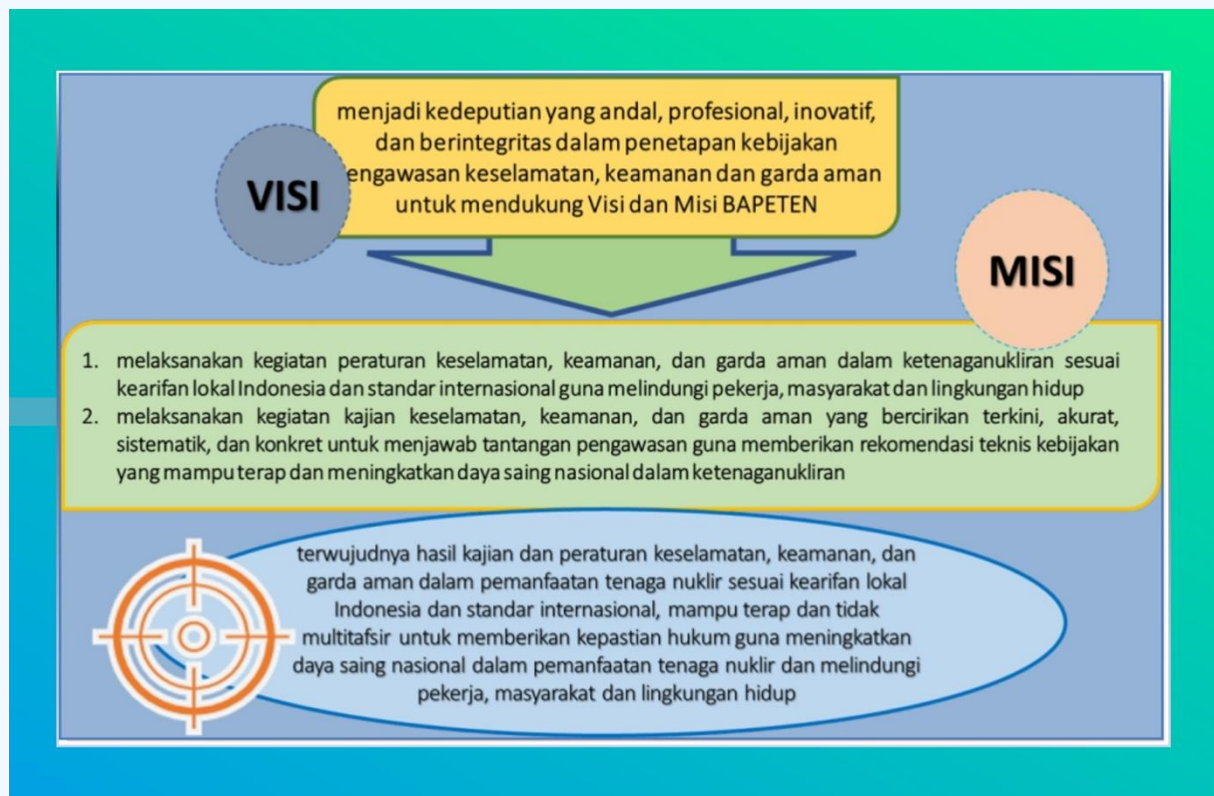 menjadi kedeputian yang andal, profesional, inovatif,
dan berintegritas dalam penetapan kebijakan
engawasan keselamatan, keamanan dan garda aman
untuk mendukung Visi dan Misi BAPETEN
VISI
MISI
1. melaksanakan kegiatan peraturan keselamatan, keamanan, dan garda aman dalam ketenaganukliran sesuai
kearifan lokal Indonesia dan standar internasional guna melindungi pekerja, masyarakat dan lingkungan hidup
2. melaksanakan kegiatan kajian keselamatan, keamanan, dan garda aman yang bercirikan terkini, akurat,
sistematik, dan konkret untuk menjawab tantangan pengawasan guna memberikan rekomendasi teknis kebijakan
yang mampu terap dan meningkatkan daya saing nasional dalam ketenaganukliran
terwujudnya hasil kajian dan peraturan keselamatan, keamanan, dan
garda aman dalam pemanfaatan tenaga nuklir sesuai kearifan lokal
Indonesia dan standar internasional, mampu terap dan tidak
multitafsir untuk memberikan kepastian hukum guna meningkatkan
daya saing nasional dalam pemanfaatan tenaga nuklir dan melindungi
pekerja, masyarakat dan lingkungan hidup